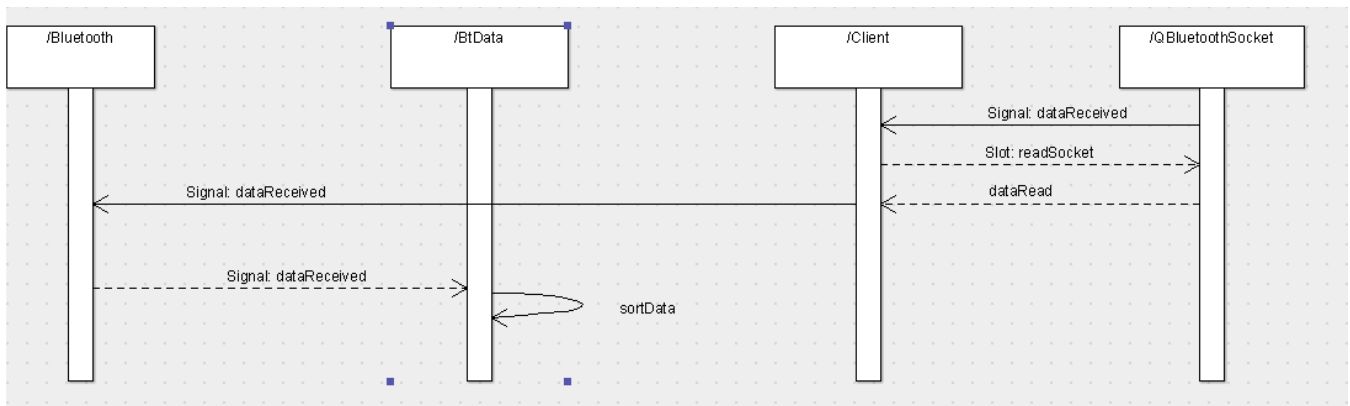 /Bluetooth
/BtData
/Client
/QBluetoothSocket
Signal: dataReceived
Slot: readSocket
Signal: dataReceived
dataRead
Signal: dataReceived
sortData